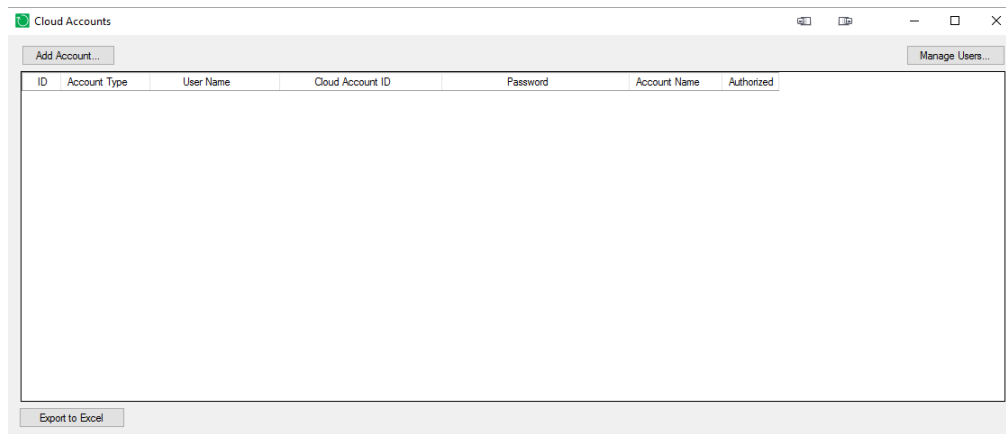 Cloud Accounts
Add Account...
Manage Users...
ID Account Type User Name Cloud Account ID Password Account Name Authorized
Export to Excel